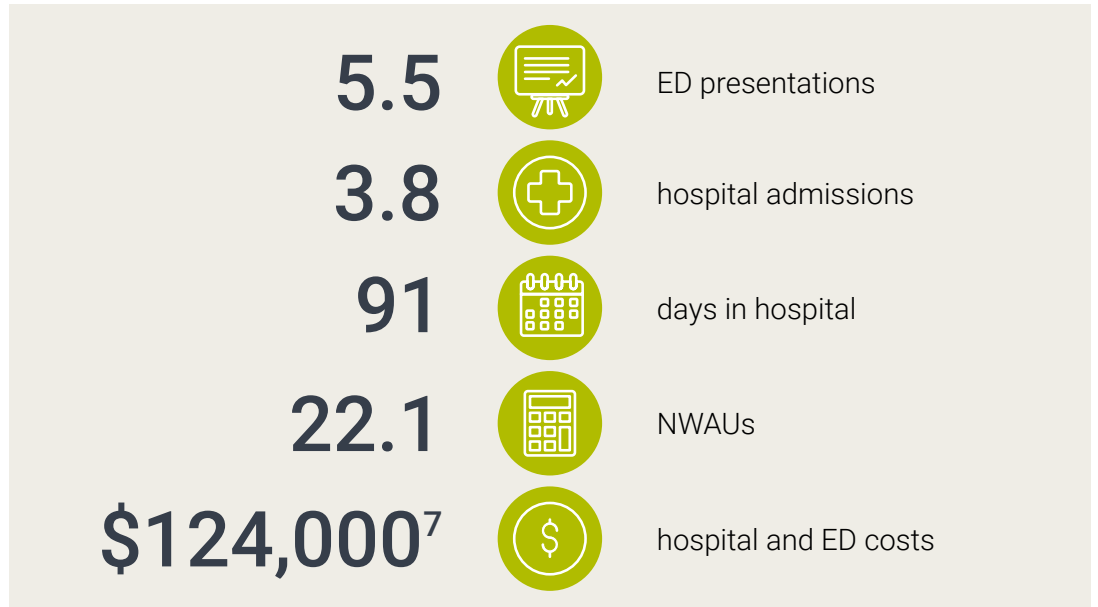 5.5 ED presentations
3.8 hospital admissions
91 days in hospital
22.1 NWAUs
$124,000⁷ $ hospital and ED costs